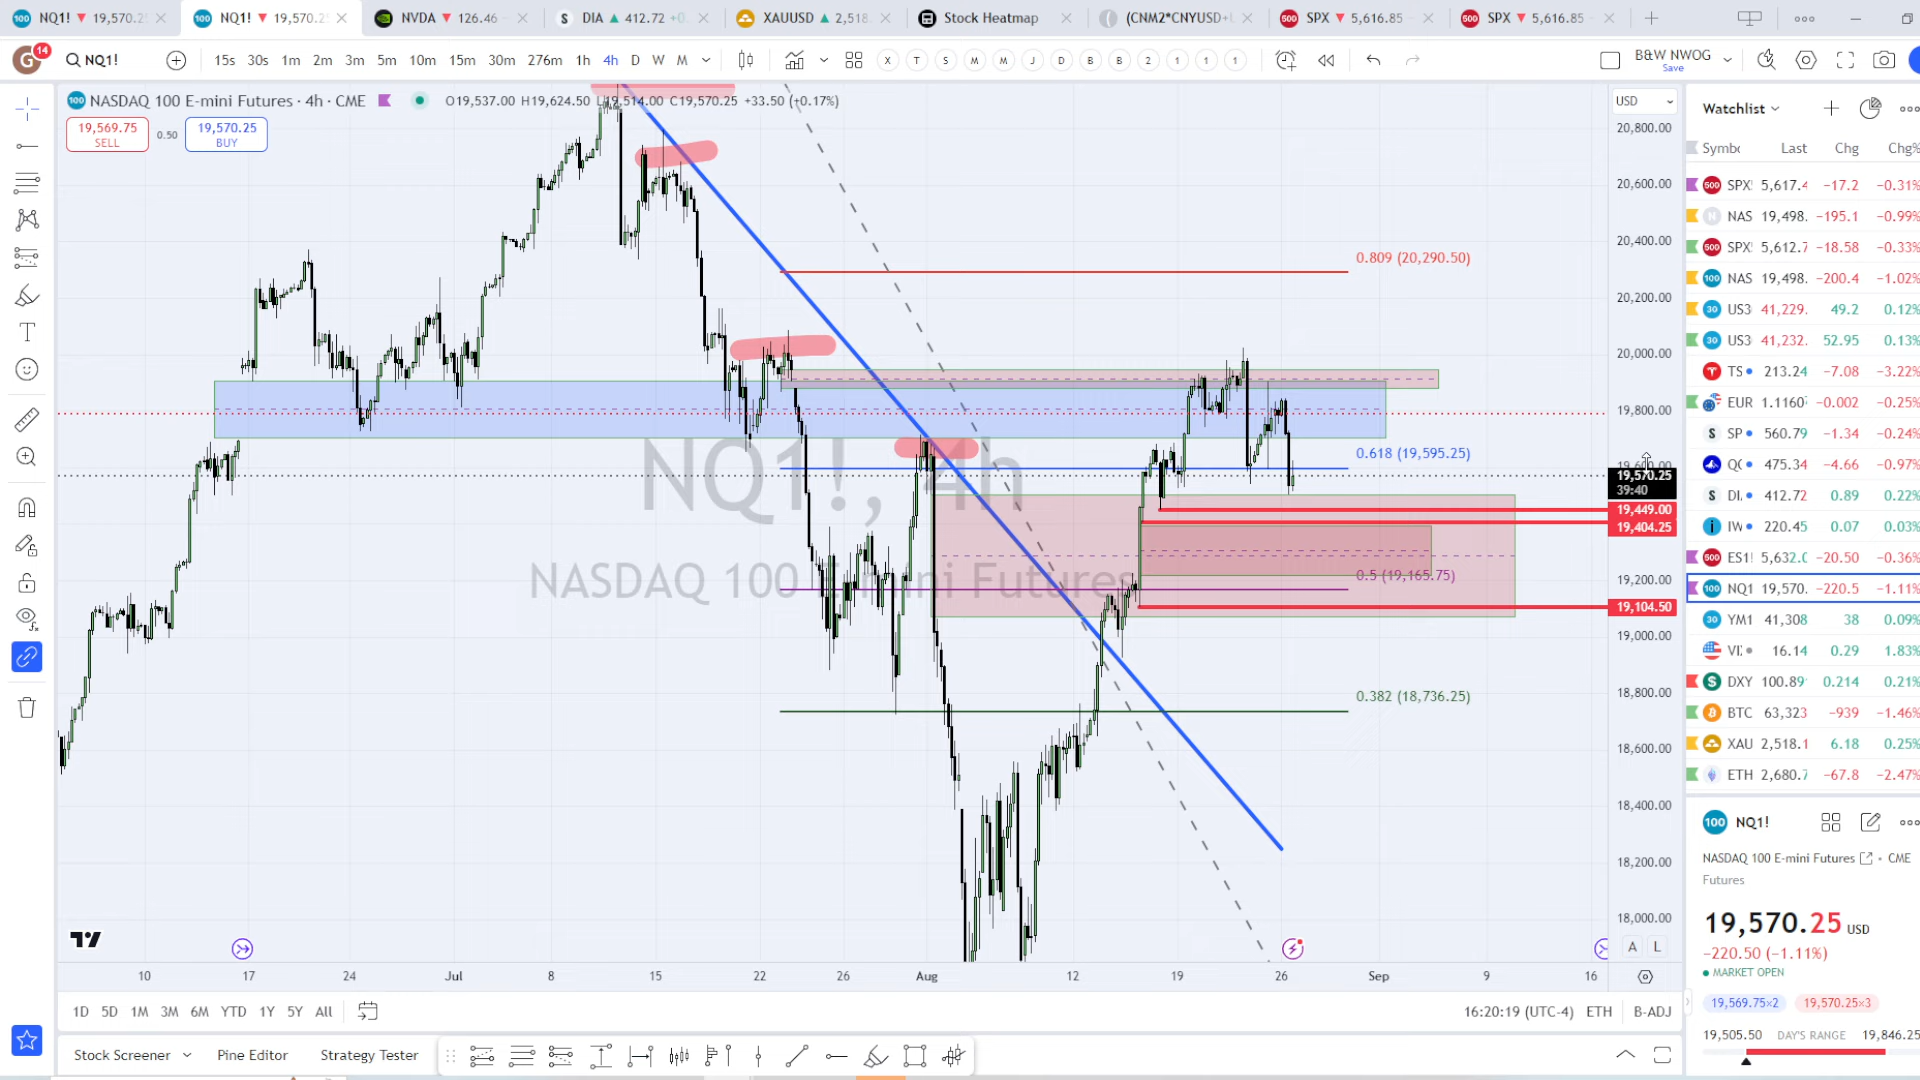 NQ1! ▼ 19,570.2
NQ1! ▼ 19,570.2
NVDA ▼ 126.46
DIA ▲ 412.72 +0.
XAUUSD ▲ 2,518.
Stock Heatmap
(CNM2*CNYUSD+
SPX ▼ 5,616.85
SPX ▼ 5,616.85
G 14
NQ1!
15s 30s 1m 2m 3m 5m 10m 15m 30m 276m 1h 4h D W M
X T S M M J D B B 2 1 1 1
B&W NWOG
Save
NASDAQ 100 E-mini Futures · 4h · CME
O19,537.00 H19,624.50 L19,514.00 C19,570.25 +33.50 (+0.17%)
19,569.75
SELL
0.50
19,570.25
BUY
NQ1!, 4h
NASDAQ 100 E-mini Futures
0.809 (20,290.50)
0.618 (19,595.25)
0.5 (19,165.75)
0.382 (18,736.25)
USD
20,800.00
20,600.00
20,400.00
20,200.00
20,000.00
19,800.00
19,600.00
19,570.25
39:40
19,449.00
19,404.25
19,200.00
19,104.50
19,000.00
18,800.00
18,600.00
18,400.00
18,200.00
18,000.00
A L
10 17 24 Jul 8 15 22 26 Aug 12 19 26 Sep 9 16
1D 5D 1M 3M 6M YTD 1Y 5Y All
16:20:19 (UTC-4) ETH B-ADJ
Stock Screener Pine Editor Strategy Tester
Watchlist
Symbo Last Chg Chg%
SPX 5,617.4 −17.2 −0.31%
NAS 19,498. −195.1 −0.99%
SPX 5,612.7 −18.58 −0.33%
NAS 19,498. −200.4 −1.02%
US3 41,229. 49.2 0.12%
US3 41,232. 52.95 0.13%
TS 213.24 −7.08 −3.22%
EUR 1.1160 −0.002 −0.25%
SP 560.79 −1.34 −0.24%
QQ 475.34 −4.66 −0.97%
DI. 412.72 0.89 0.22%
IW 220.45 0.07 0.03%
ES1! 5,632.0 −20.50 −0.36%
NQ1 19,570. −220.5 −1.11%
YM1 41,308 38 0.09%
VI 16.14 0.29 1.83%
DXY 100.89 0.214 0.21%
BTC 63,323 −939 −1.46%
XAU 2,518.1 6.18 0.25%
ETH 2,680.7 −67.8 −2.47%
100 NQ1!
NASDAQ 100 E-mini Futures · CME
Futures
19,570.25 USD
−220.50 (−1.11%)
MARKET OPEN
19,569.75×2 19,570.25×3
19,505.50 DAY'S RANGE 19,846.25